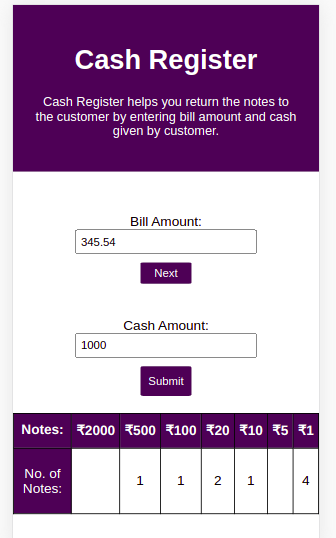 Cash Register
Cash Register helps you return the notes to
the customer by entering bill amount and cash
given by customer.
Bill Amount:
345.54
Next
Cash Amount:
1000
Submit
Notes: ₹2000 ₹500 ₹100 ₹20 ₹10 ₹5 ₹1
No. of
Notes: 1 1 2 1 4